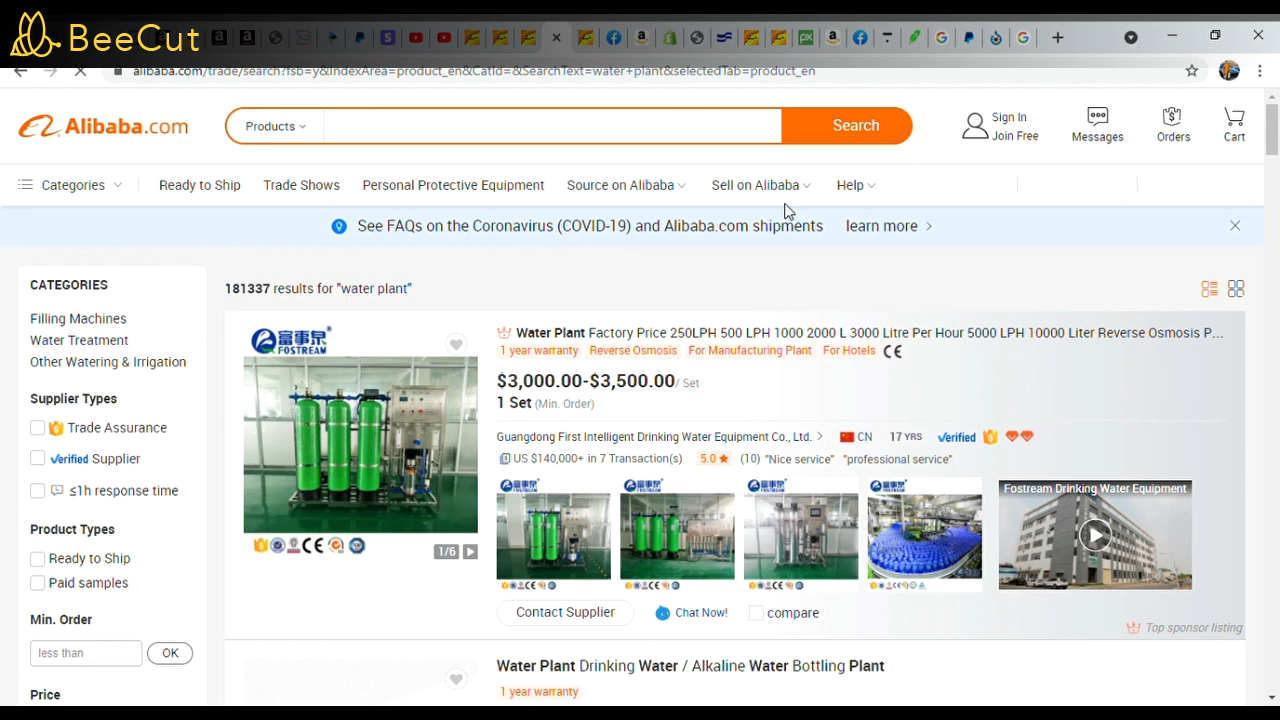 BeeCut
alibaba.com/trade/search?fsb=y&IndexArea=product_en&CatId=&SearchText=water+plant&selectedTab=product_en
Alibaba.com
Products
Search
Sign In
Join Free
Messages
Orders
Cart
Categories
Ready to Ship
Trade Shows
Personal Protective Equipment
Source on Alibaba
Sell on Alibaba
Help
See FAQs on the Coronavirus (COVID-19) and Alibaba.com shipments learn more
CATEGORIES
Filling Machines
Water Treatment
Other Watering & Irrigation
Supplier Types
Trade Assurance
Verified Supplier
≤1h response time
Product Types
Ready to Ship
Paid samples
Min. Order
less than
OK
Price
181337 results for "water plant"
富事泉
FOSTREAM
1/6
Water Plant Factory Price 250LPH 500 LPH 1000 2000 L 3000 Litre Per Hour 5000 LPH 10000 Liter Reverse Osmosis P...
1 year warranty Reverse Osmosis For Manufacturing Plant For Hotels CE
$3,000.00-$3,500.00/ Set
1 Set (Min. Order)
Guangdong First Intelligent Drinking Water Equipment Co., Ltd. CN 17 YRS Verified
US $140,000+ in 7 Transaction(s) 5.0 (10) "Nice service" "professional service"
Fostream Drinking Water Equipment
Contact Supplier
Chat Now!
compare
Top sponsor listing
Water Plant Drinking Water / Alkaline Water Bottling Plant
1 year warranty